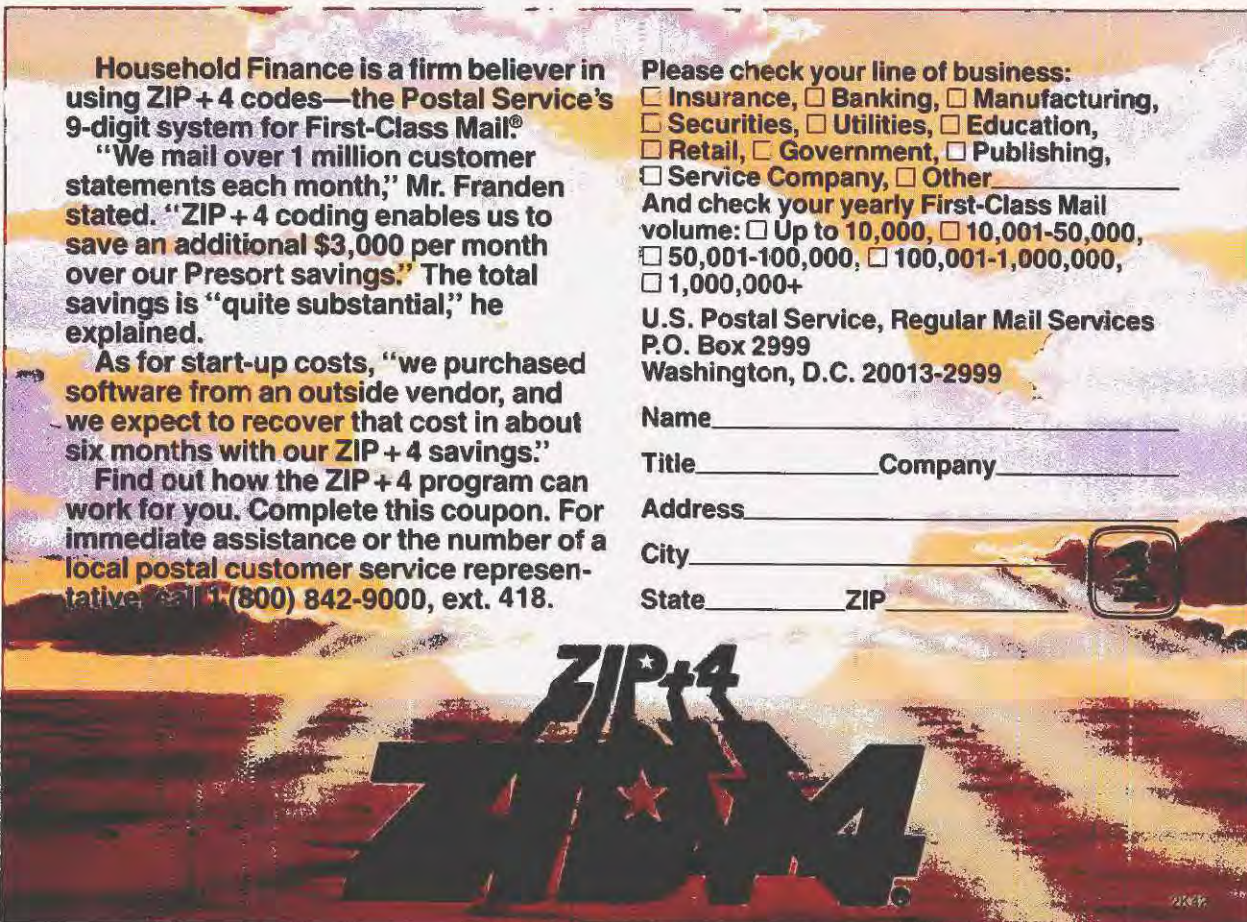 Household Finance is a firm believer in
using ZIP + 4 codes—the Postal Service's
9-digit system for First-Class Mail.®
"We mail over 1 million customer
statements each month," Mr. Franden
stated. "ZIP + 4 coding enables us to
save an additional $3,000 per month
over our Presort savings." The total
savings is "quite substantial," he
explained.
As for start-up costs, "we purchased
software from an outside vendor, and
we expect to recover that cost in about
six months with our ZIP + 4 savings."
Find out how the ZIP + 4 program can
work for you. Complete this coupon. For
immediate assistance or the number of a
local postal customer service represen-
tative, call 1 (800) 842-9000, ext. 418.
Please check your line of business:
☐ Insurance, ☐ Banking, ☐ Manufacturing,
☐ Securities, ☐ Utilities, ☐ Education,
☐ Retail, ☐ Government, ☐ Publishing,
☐ Service Company, ☐ Other
And check your yearly First-Class Mail
volume: ☐ Up to 10,000, ☐ 10,001-50,000,
☐ 50,001-100,000, ☐ 100,001-1,000,000,
☐ 1,000,000+
U.S. Postal Service, Regular Mail Services
P.O. Box 2999
Washington, D.C. 20013-2999
Name
Title Company
Address
City
State ZIP
ZIP+4
ZIP+4.